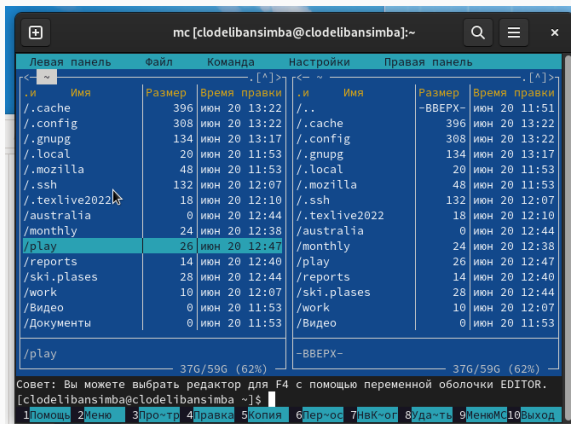 mc [clodelibansimba@clodelibansimba]:~
Левая панель Файл Команда Настройки Правая панель
<— ~ .[^]> <— ~ .[^]>
.и Имя Размер Время правки .и Имя Размер Время правки
/.cache 396 июн 20 13:22 /.. -ВВЕРХ- июн 20 11:51
/.config 308 июн 20 13:22 /.cache 396 июн 20 13:22
/.gnupg 134 июн 20 13:17 /.config 308 июн 20 13:22
/.local 20 июн 20 11:53 /.gnupg 134 июн 20 13:17
/.mozilla 48 июн 20 11:53 /.local 20 июн 20 11:53
/.ssh 132 июн 20 12:07 /.mozilla 48 июн 20 11:53
/.texlive2022 18 июн 20 12:10 /.ssh 132 июн 20 12:07
/australia 0 июн 20 12:44 /.texlive2022 18 июн 20 12:10
/monthly 24 июн 20 12:38 /australia 0 июн 20 12:44
/play 26 июн 20 12:47 /monthly 24 июн 20 12:38
/reports 14 июн 20 12:40 /play 26 июн 20 12:47
/ski.plases 28 июн 20 12:44 /reports 14 июн 20 12:40
/work 10 июн 20 12:07 /ski.plases 28 июн 20 12:44
/Видео 0 июн 20 11:53 /work 10 июн 20 12:07
/Документы 0 июн 20 11:53 /Видео 0 июн 20 11:53
/play -ВВЕРХ-
37G/59G (62%) 37G/59G (62%)
Совет: Вы можете выбрать редактор для F4 с помощью переменной оболочки EDITOR.
[clodelibansimba@clodelibansimba ~]$
1Помощь 2Меню 3Про~тр 4Правка 5Копия 6Пер~ос 7НвК~ог 8Уда~ть 9МенюMC 10Выход